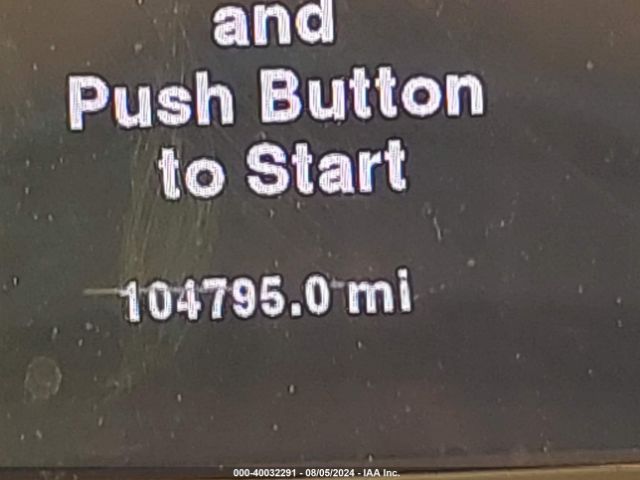 and
Push Button
to Start
104795.0 mi
000-40032291 - 08/05/2024 - IAA Inc.